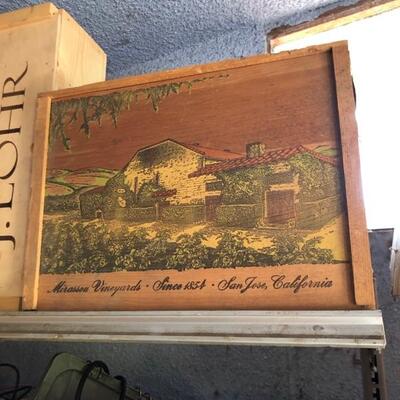 J. LOHR
Mirassou Vineyards · Since 1854 · San Jose, California